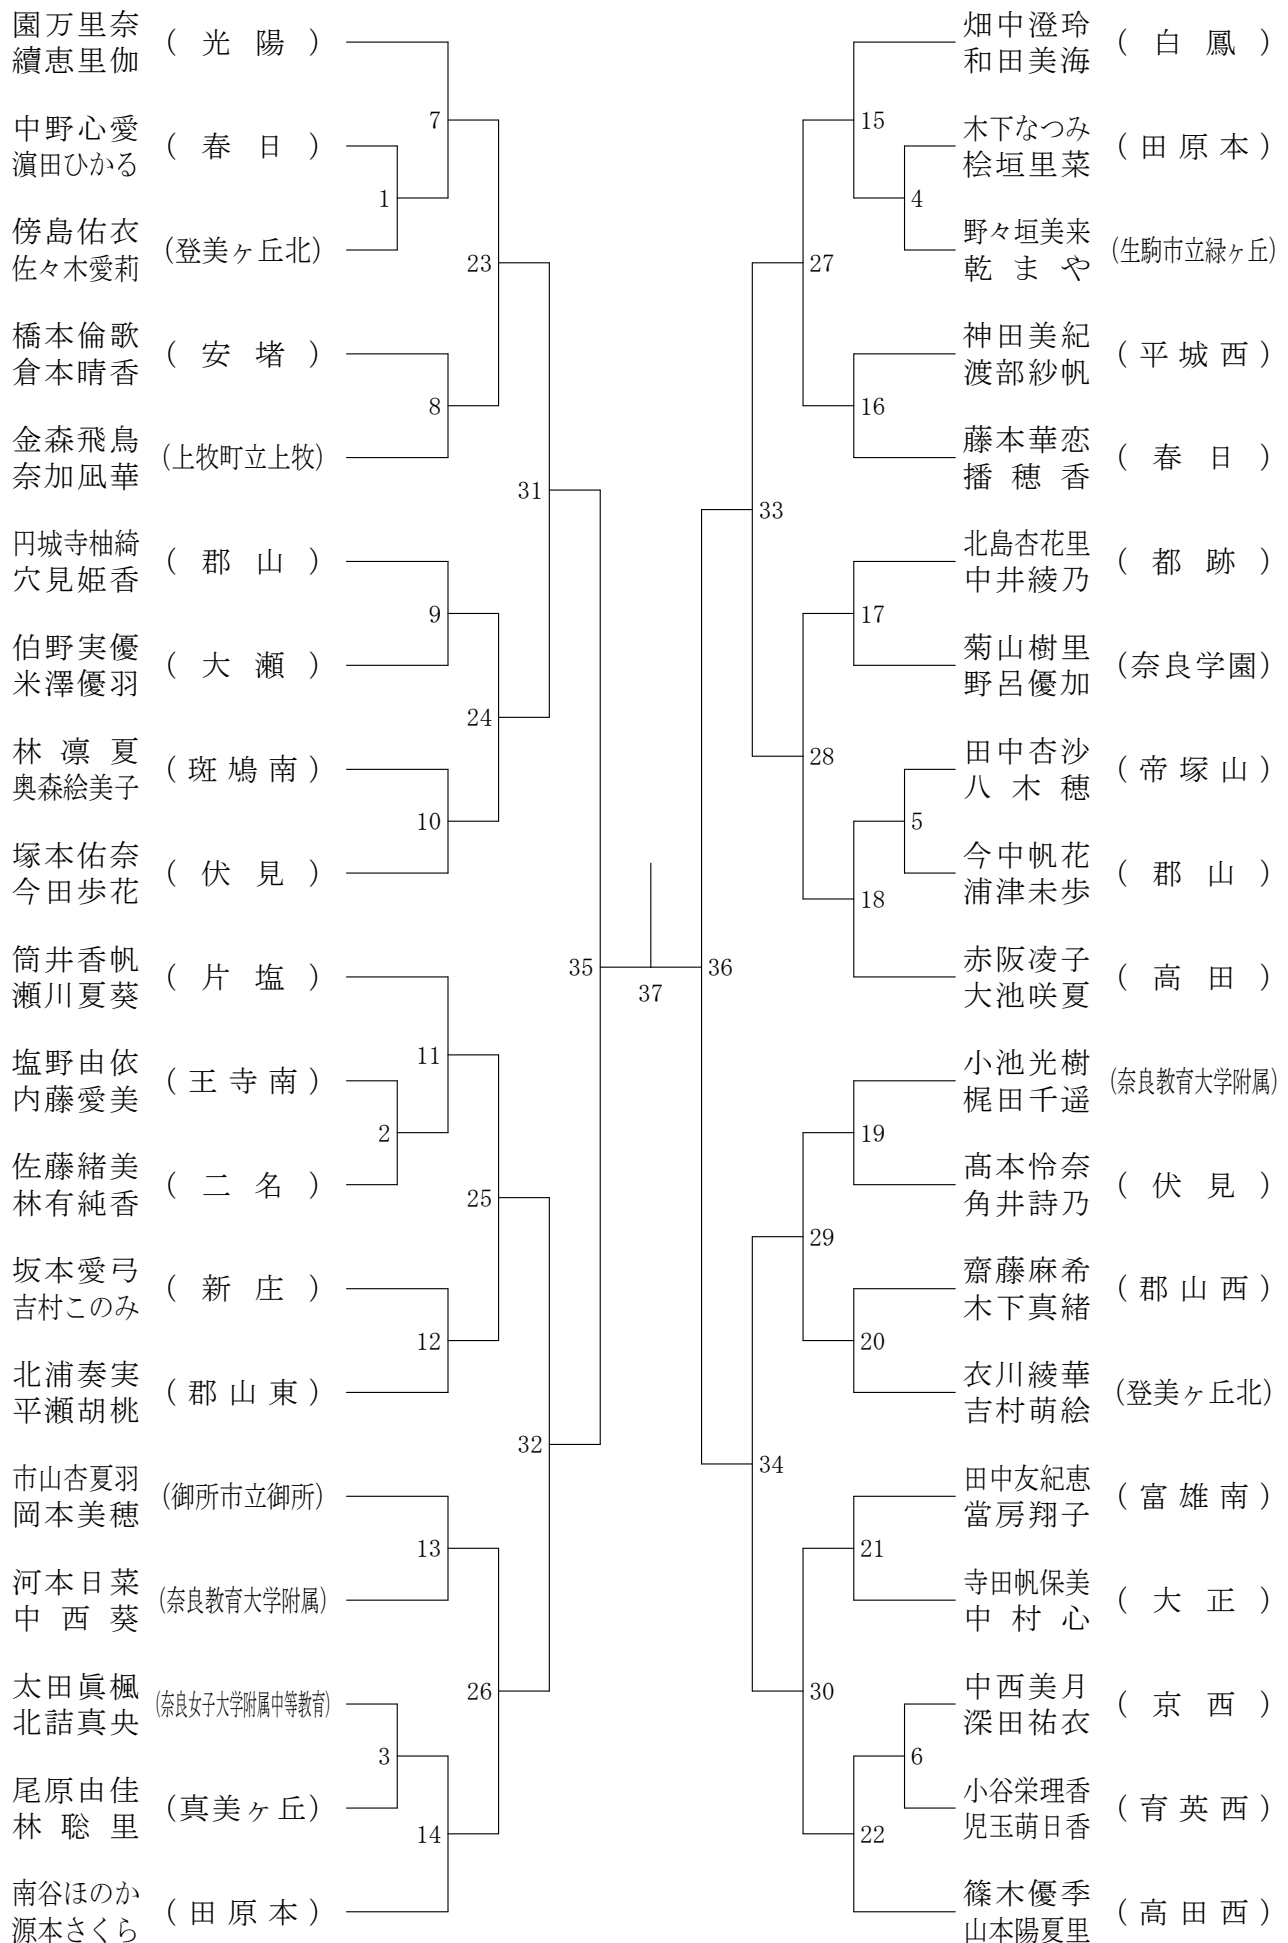 園万里奈
續恵里伽
(光陽)
中野心愛
濵田ひかる
(春日)
傍島佑衣
佐々木愛莉
(登美ヶ丘北)
橋本倫歌
倉本晴香
(安堵)
金森飛鳥
奈加凪華
(上牧町立上牧)
円城寺柚綺
穴見姫香
(郡山)
伯野実優
米澤優羽
(大瀬)
林凛夏
奥森絵美子
(斑鳩南)
塚本佑奈
今田歩花
(伏見)
筒井香帆
瀬川夏葵
(片塩)
塩野由依
内藤愛美
(王寺南)
佐藤緒美
林有純香
(二名)
坂本愛弓
吉村このみ
(新庄)
北浦奏実
平瀬胡桃
(郡山東)
市山杏夏羽
岡本美穂
(御所市立御所)
河本日菜
中西葵
(奈良教育大学附属)
太田眞楓
北詰真央
(奈良女子大学附属中等教育)
尾原由佳
林聡里
(真美ヶ丘)
南谷ほのか
源本さくら
(田原本)
7
1
23
8
31
9
24
10
35
11
2
25
12
32
13
26
3
14
37
畑中澄玲
和田美海
(白鳳)
木下なつみ
桧垣里菜
(田原本)
野々垣美来
乾まや
(生駒市立緑ヶ丘)
神田美紀
渡部紗帆
(平城西)
藤本華恋
播穂香
(春日)
北島杏花里
中井綾乃
(都跡)
菊山樹里
野呂優加
(奈良学園)
田中杏沙
八木穂
(帝塚山)
今中帆花
浦津未歩
(郡山)
赤阪凌子
大池咲夏
(高田)
小池光樹
梶田千遥
(奈良教育大学附属)
髙本怜奈
角井詩乃
(伏見)
齋藤麻希
木下真緒
(郡山西)
衣川綾華
吉村萌絵
(登美ヶ丘北)
田中友紀恵
當房翔子
(富雄南)
寺田帆保美
中村心
(大正)
中西美月
深田祐衣
(京西)
小谷栄理香
児玉萌日香
(育英西)
篠木優季
山本陽夏里
(高田西)
15
4
27
16
33
17
28
5
18
36
19
29
20
34
21
30
6
22